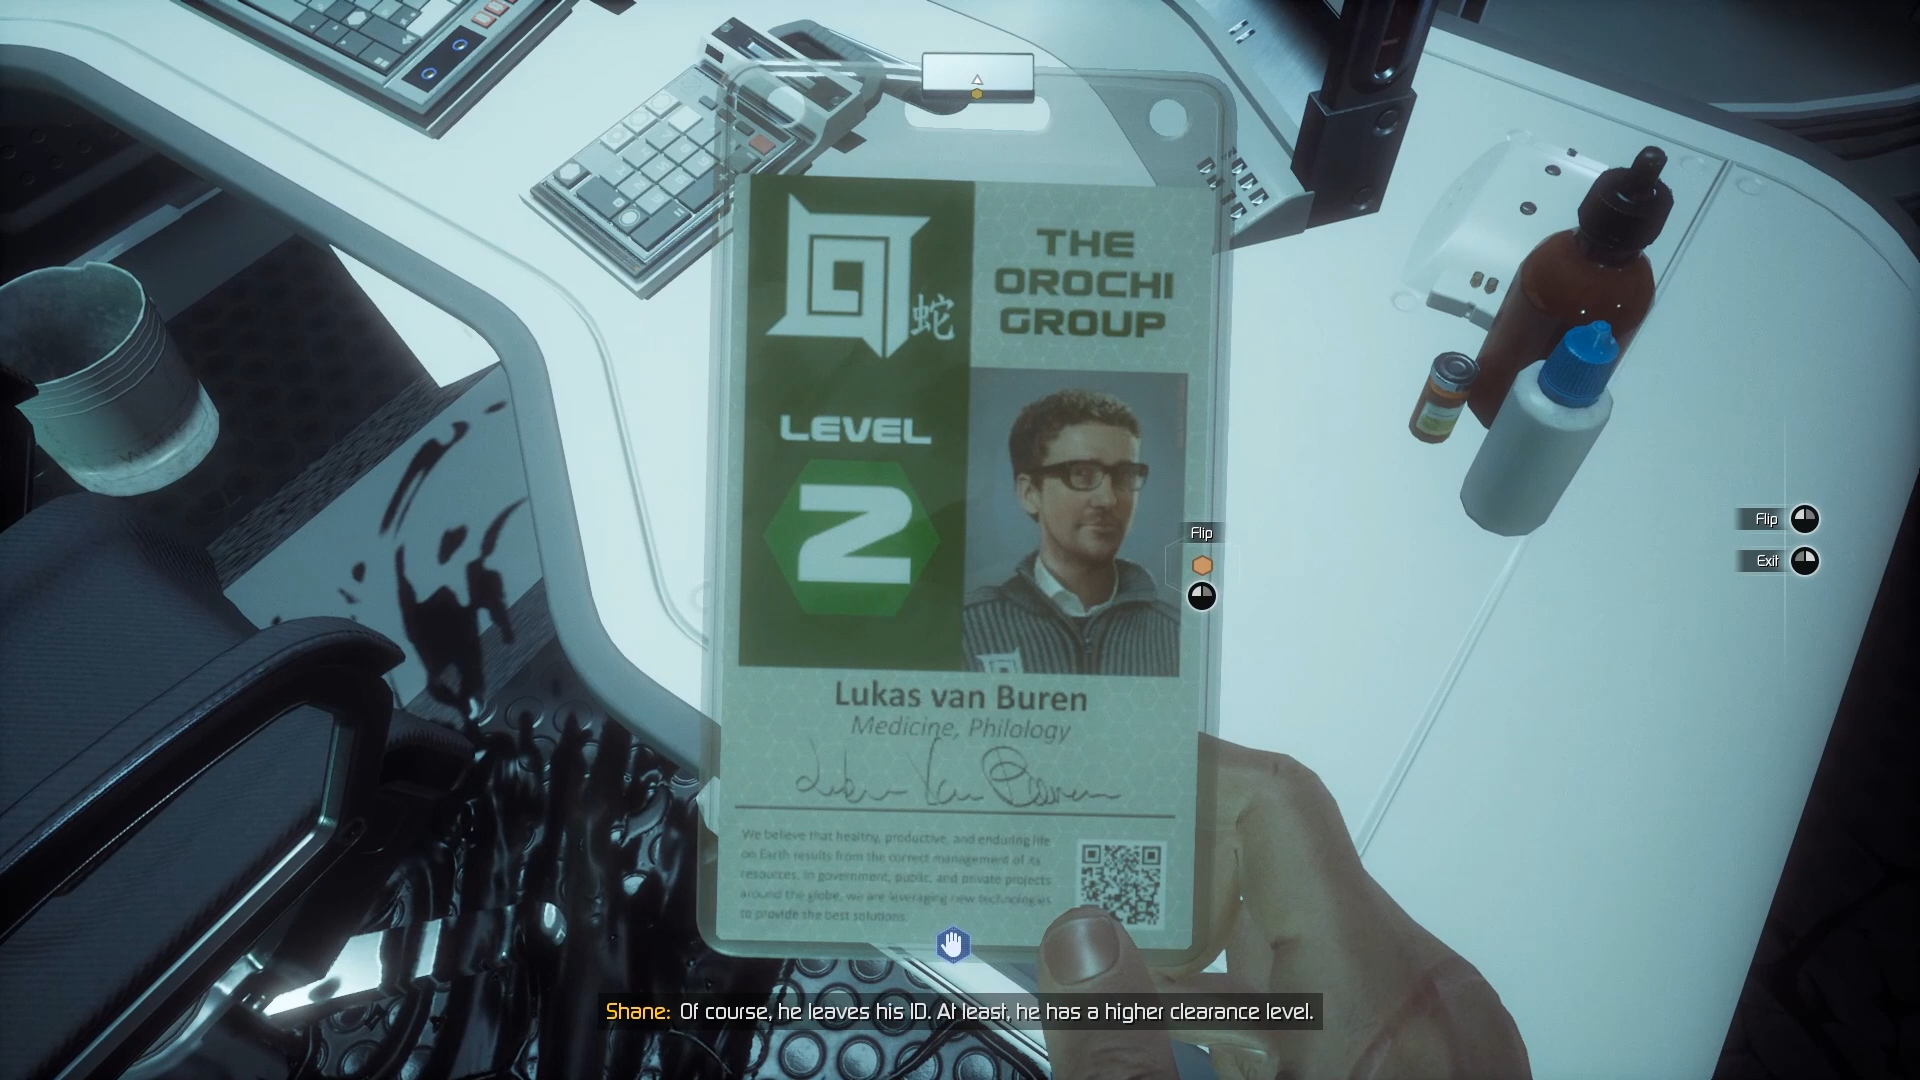 蛇
THE
OROCHI
GROUP
LEVEL
2
Lukas van Buren
Medicine, Philology
Lukas Van Buren
We believe that healthy, productive, and enduring life
on Earth results from the correct management of its
resources. In government, public, and private projects
around the globe, we are leveraging new technologies
to provide the best solutions.
Flip
Flip
Exit
Shane: Of course, he leaves his ID. At least, he has a higher clearance level.